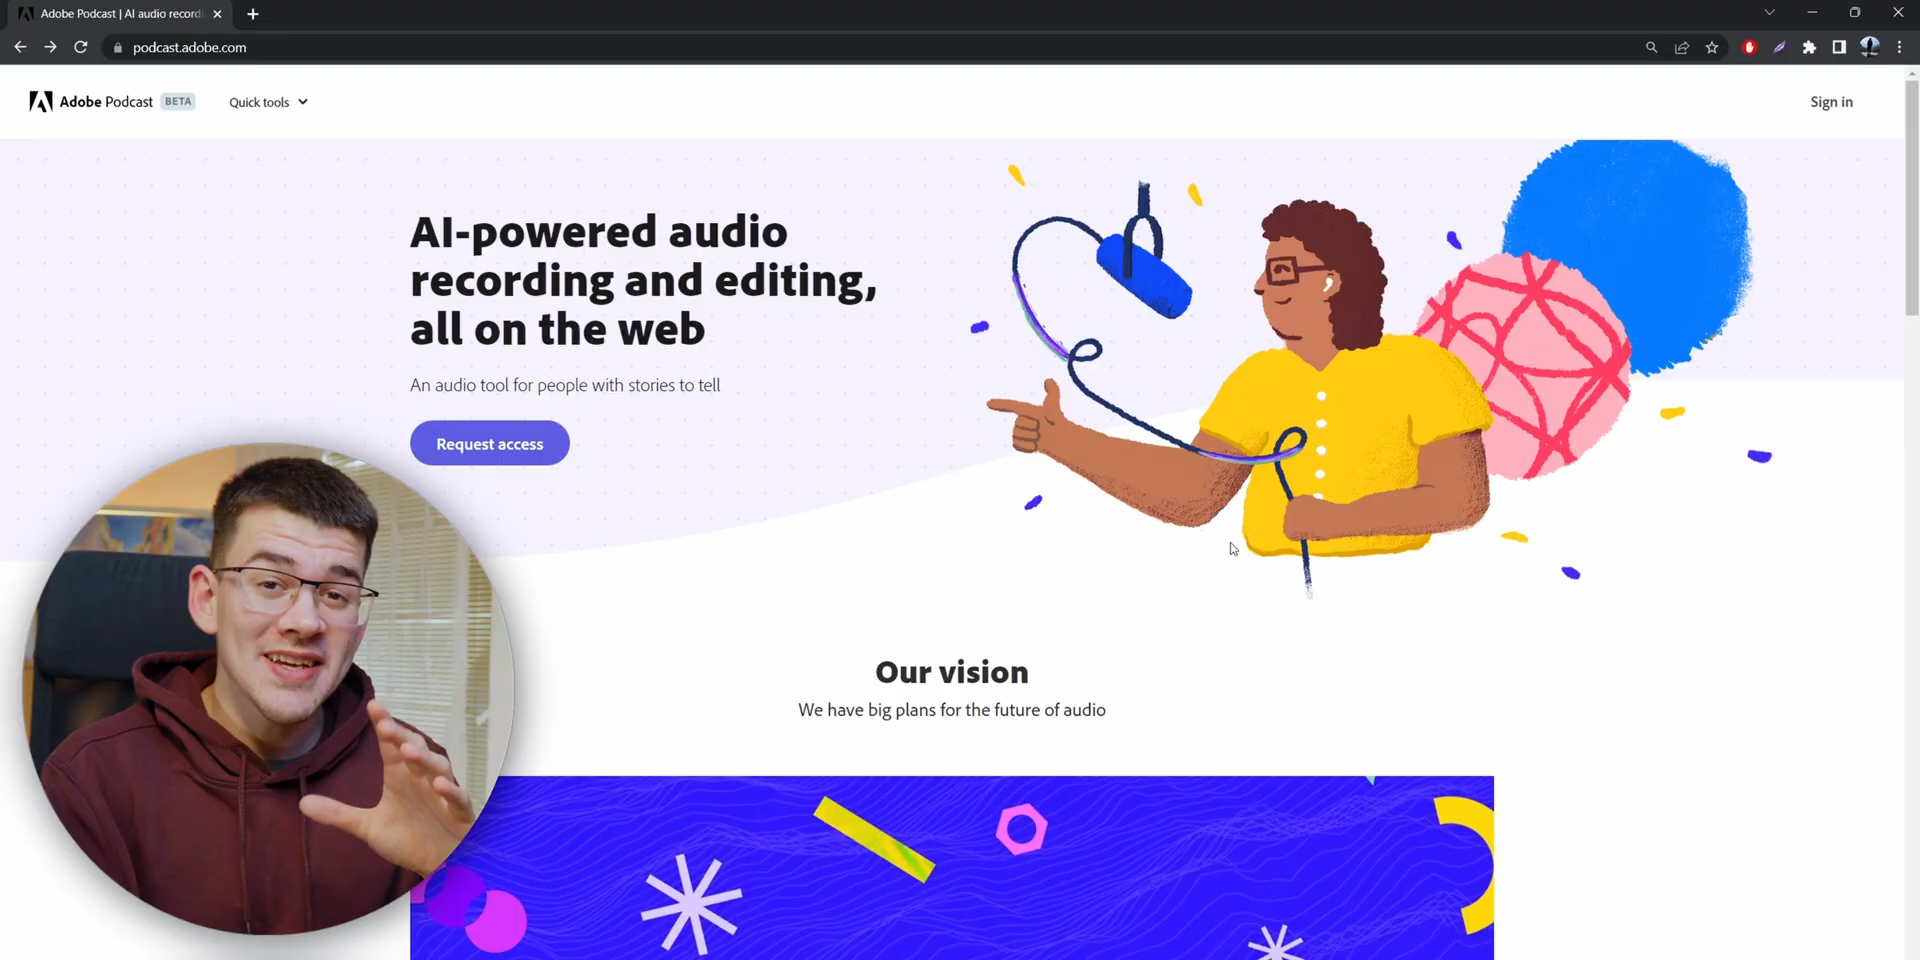 Adobe Podcast | AI audio recordi
podcast.adobe.com
Adobe Podcast BETA
Quick tools
Sign in
AI-powered audio
recording and editing,
all on the web
An audio tool for people with stories to tell
Request access
Our vision
We have big plans for the future of audio